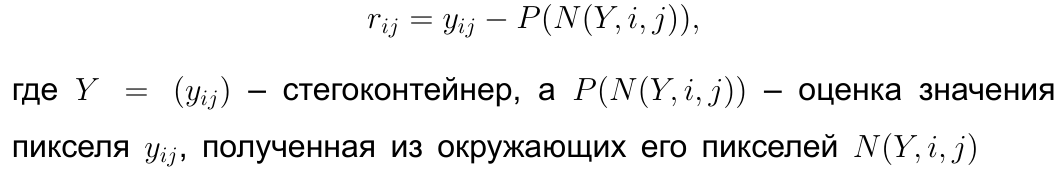 r_{ij} = y_{ij} − P(N(Y, i, j)),
где Y = (y_{ij}) – стегоконтейнер, а P(N(Y, i, j)) – оценка значения
пикселя y_{ij}, полученная из окружающих его пикселей N(Y, i, j)